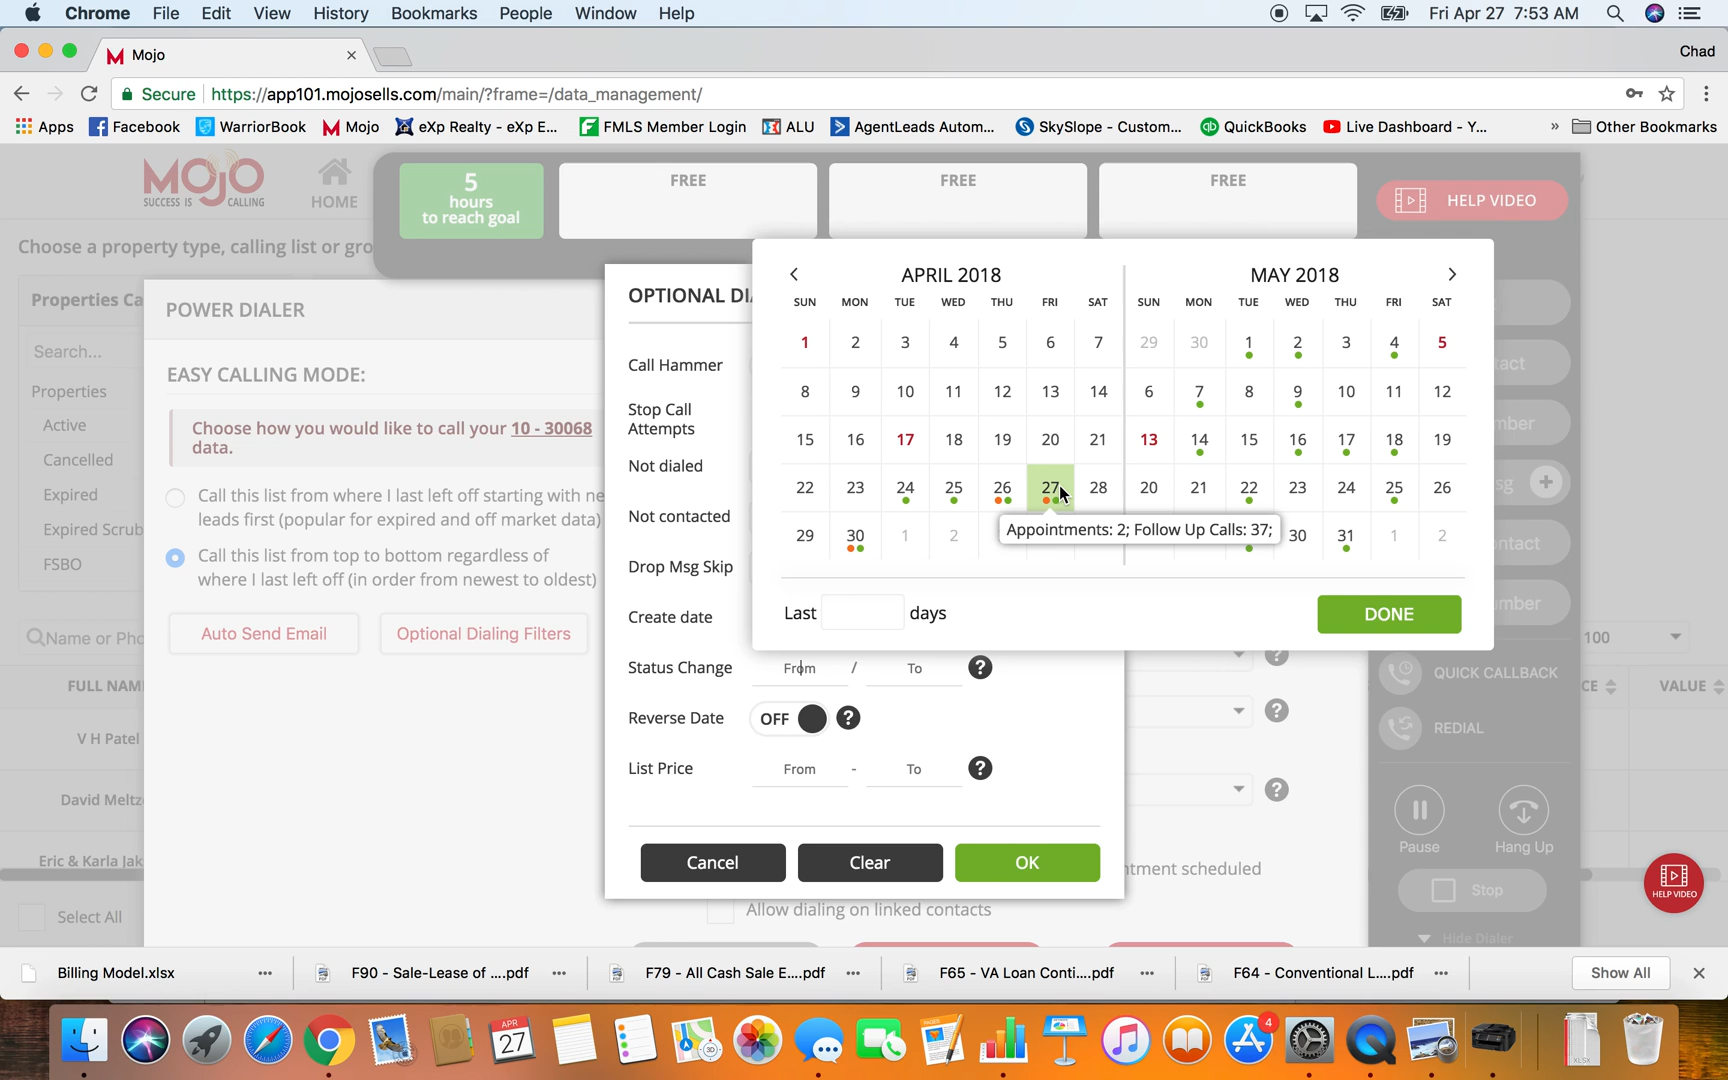 Chrome File Edit View History Bookmarks People Window Help Fri Apr 27 7:53 AM
Mojo Chad
Secure https://app101.mojosells.com/main/?frame=/data_management/
Apps Facebook WarriorBook Mojo eXp Realty - eXp E... FMLS Member Login ALU AgentLeads Autom... SkySlope - Custom... QuickBooks Live Dashboard - Y... » Other Bookmarks
MOJO
SUCCESS IS CALLING
HOME
5
hours
to reach goal
FREE
FREE
FREE
HELP VIDEO
Choose a property type, calling list or gro
Properties Ca
Search...
Properties
Active
Cancelled
Expired
Expired Scrub
FSBO
Name or Pho
FULL NAM
V H Patel
David Meltz
Eric & Karla Jak
Select All
POWER DIALER
EASY CALLING MODE:
Choose how you would like to call your 10 - 30068
data.
Call this list from where I last left off starting with ne
leads first (popular for expired and off market data)
Call this list from top to bottom regardless of
where I last left off (in order from newest to oldest)
Auto Send Email Optional Dialing Filters
OPTIONAL DI
Call Hammer
Stop Call
Attempts
Not dialed
Not contacted
Drop Msg Skip
Create date
Status Change From / To ?
Reverse Date OFF ?
List Price From - To ?
Cancel Clear OK
APRIL 2018
SUN MON TUE WED THU FRI SAT
1 2 3 4 5 6 7
8 9 10 11 12 13 14
15 16 17 18 19 20 21
22 23 24 25 26 27 28
29 30 1 2
Appointments: 2; Follow Up Calls: 37;
MAY 2018
SUN MON TUE WED THU FRI SAT
29 30 1 2 3 4 5
6 7 8 9 10 11 12
13 14 15 16 17 18 19
20 21 22 23 24 25 26
30 31 1 2
Last days
DONE
?
?
?
tment scheduled
Allow dialing on linked contacts
act
mber
sg
ntact
umber
QUICK CALLBACK
REDIAL
Pause Hang Up
Stop
Hide Dialer
100
CE VALUE
HELP VIDEO
Billing Model.xlsx F90 - Sale-Lease of ....pdf F79 - All Cash Sale E....pdf F65 - VA Loan Conti....pdf F64 - Conventional L....pdf Show All
APR
27
3D
PAGES
4
XLSX